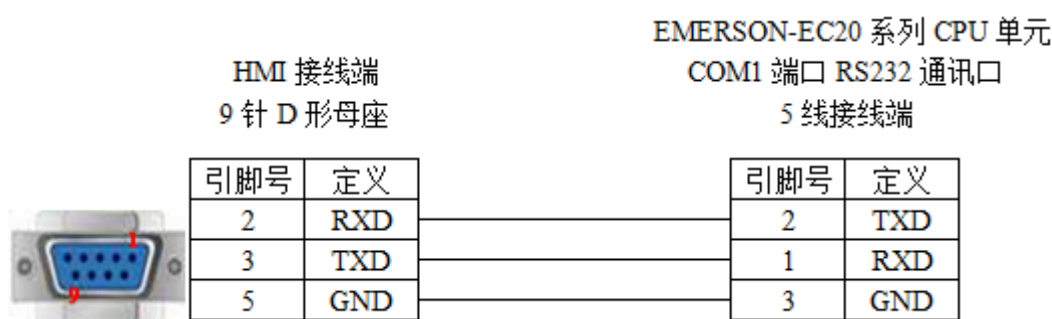 EMERSON-EC20 系列 CPU 单元
HMI 接线端
COM1 端口 RS232 通讯口
9 针 D 形母座
5 线接线端
引脚号 定义 引脚号 定义
2 RXD 2 TXD
3 TXD 1 RXD
5 GND 3 GND
1
9